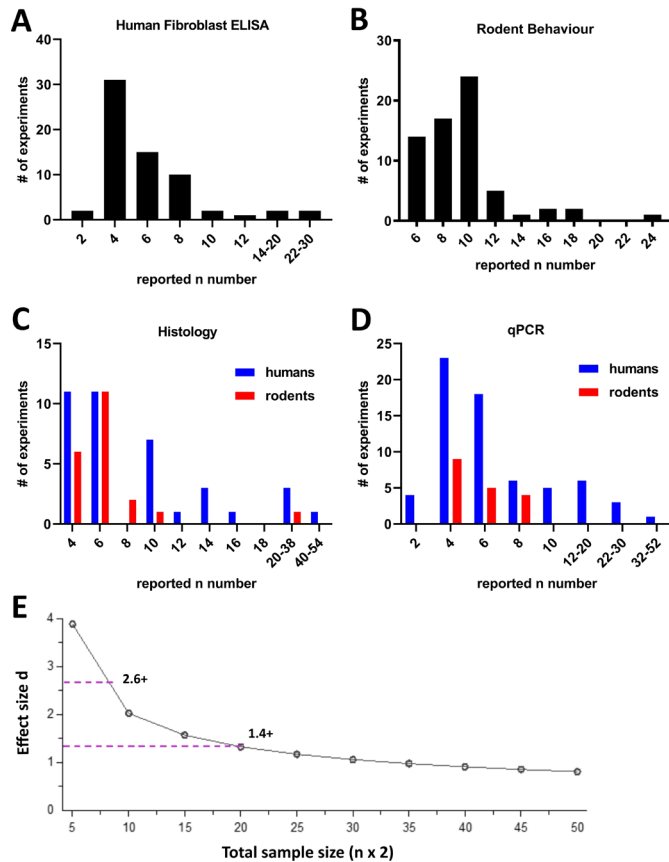 A
Human Fibroblast ELISA
# of experiments
40
30
20
10
0
2 4 6 8 10 12 14-20 22-30
reported n number
B
Rodent Behaviour
# of experiments
30
20
10
0
6 8 10 12 14 16 18 20 22 24
reported n number
C
Histology
# of experiments
15
10
5
0
humans
rodents
4 6 8 10 12 14 16 18 20-38 40-54
reported n number
D
qPCR
# of experiments
25
20
15
10
5
0
humans
rodents
2 4 6 8 10 12-20 22-30 32-52
reported n number
E
Effect size d
4
3
2
1
0
2.6+
1.4+
5 10 15 20 25 30 35 40 45 50
Total sample size (n x 2)